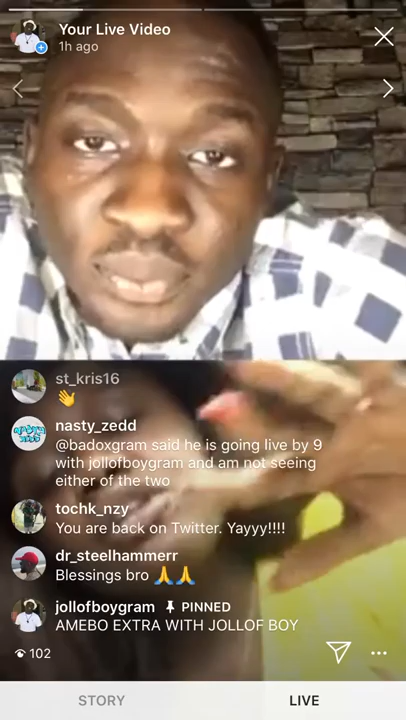 Your Live Video
1h ago
st_kris16
👋
nasty_zedd
@badoxgram said he is going live by 9
with jollofboygram and am not seeing
either of the two
tochk_nzy
You are back on Twitter. Yayyy!!!!
dr_steelhammerr
Blessings bro 🙏🙏
jollofboygram PINNED
AMEBO EXTRA WITH JOLLOF BOY
102
STORY LIVE